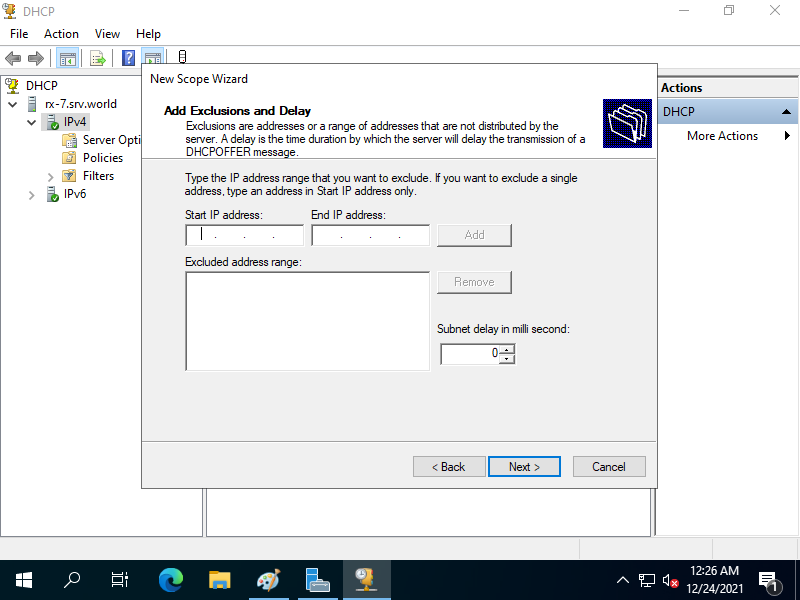 DHCP
File Action View Help
DHCP
rx-7.srv.world
IPv4
Server Opti
Policies
Filters
IPv6
New Scope Wizard
Add Exclusions and Delay
Exclusions are addresses or a range of addresses that are not distributed by the
server. A delay is the time duration by which the server will delay the transmission of a
DHCPOFFER message.
Type the IP address range that you want to exclude. If you want to exclude a single
address, type an address in Start IP address only.
Start IP address: End IP address:
. . . . . . Add
Excluded address range:
Remove
Subnet delay in milli second:
0
< Back Next > Cancel
Actions
DHCP
More Actions
12:26 AM
12/24/2021
1